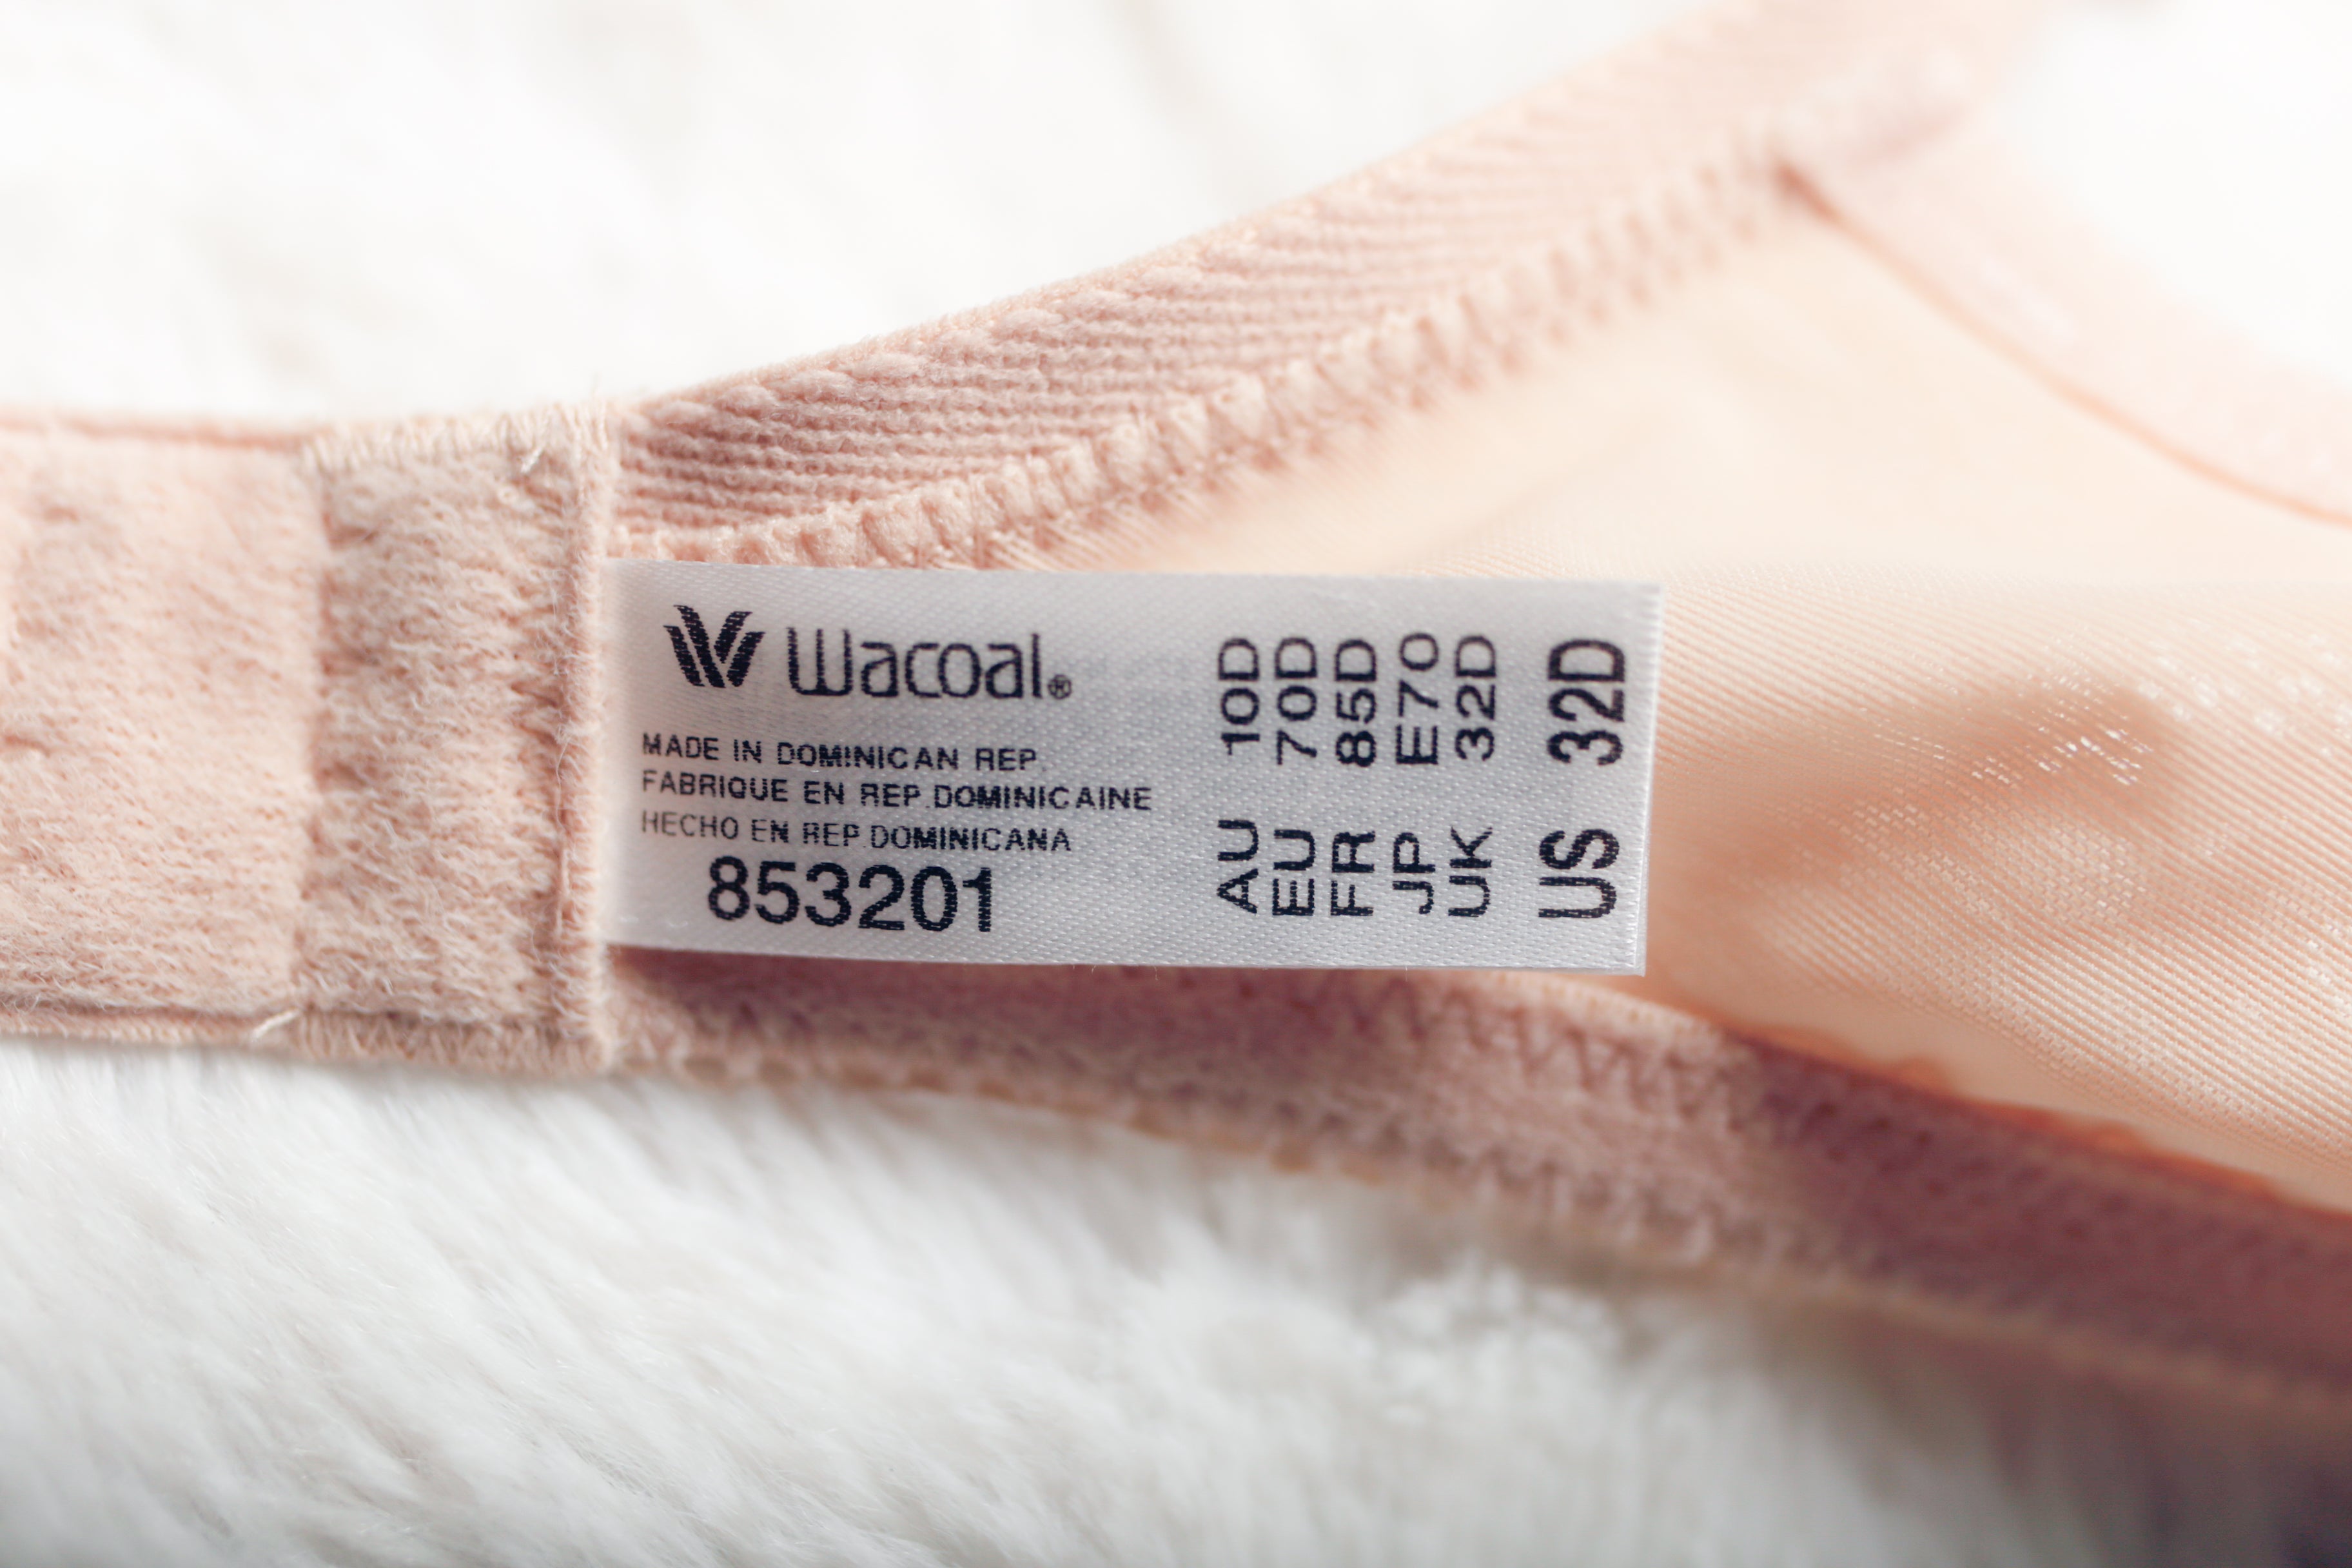 Wacoal®
MADE IN DOMINICAN REP.
FABRIQUE EN REP.DOMINICAINE
HECHO EN REP.DOMINICANA
853201
AU 10D
EU 70D
FR 85D
JP E70
UK 32D
US 32D